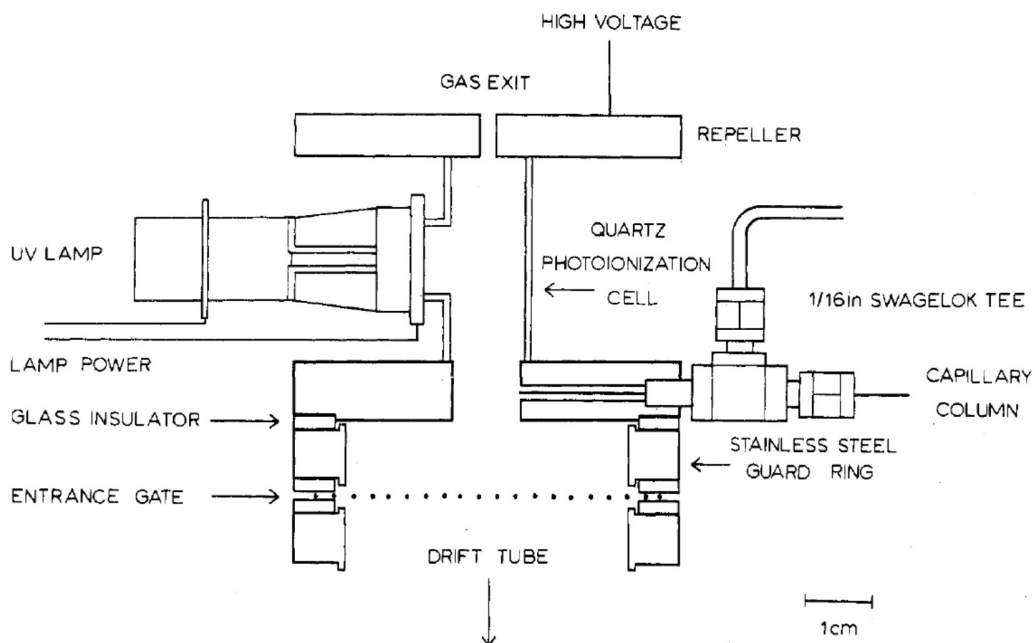 HIGH VOLTAGE
GAS EXIT
REPELLER
UV LAMP
QUARTZ
PHOTOIONIZATION
CELL
1/16in SWAGELOK TEE
LAMP POWER
CAPILLARY
COLUMN
GLASS INSULATOR
STAINLESS STEEL
GUARD RING
ENTRANCE GATE
DRIFT TUBE
1cm